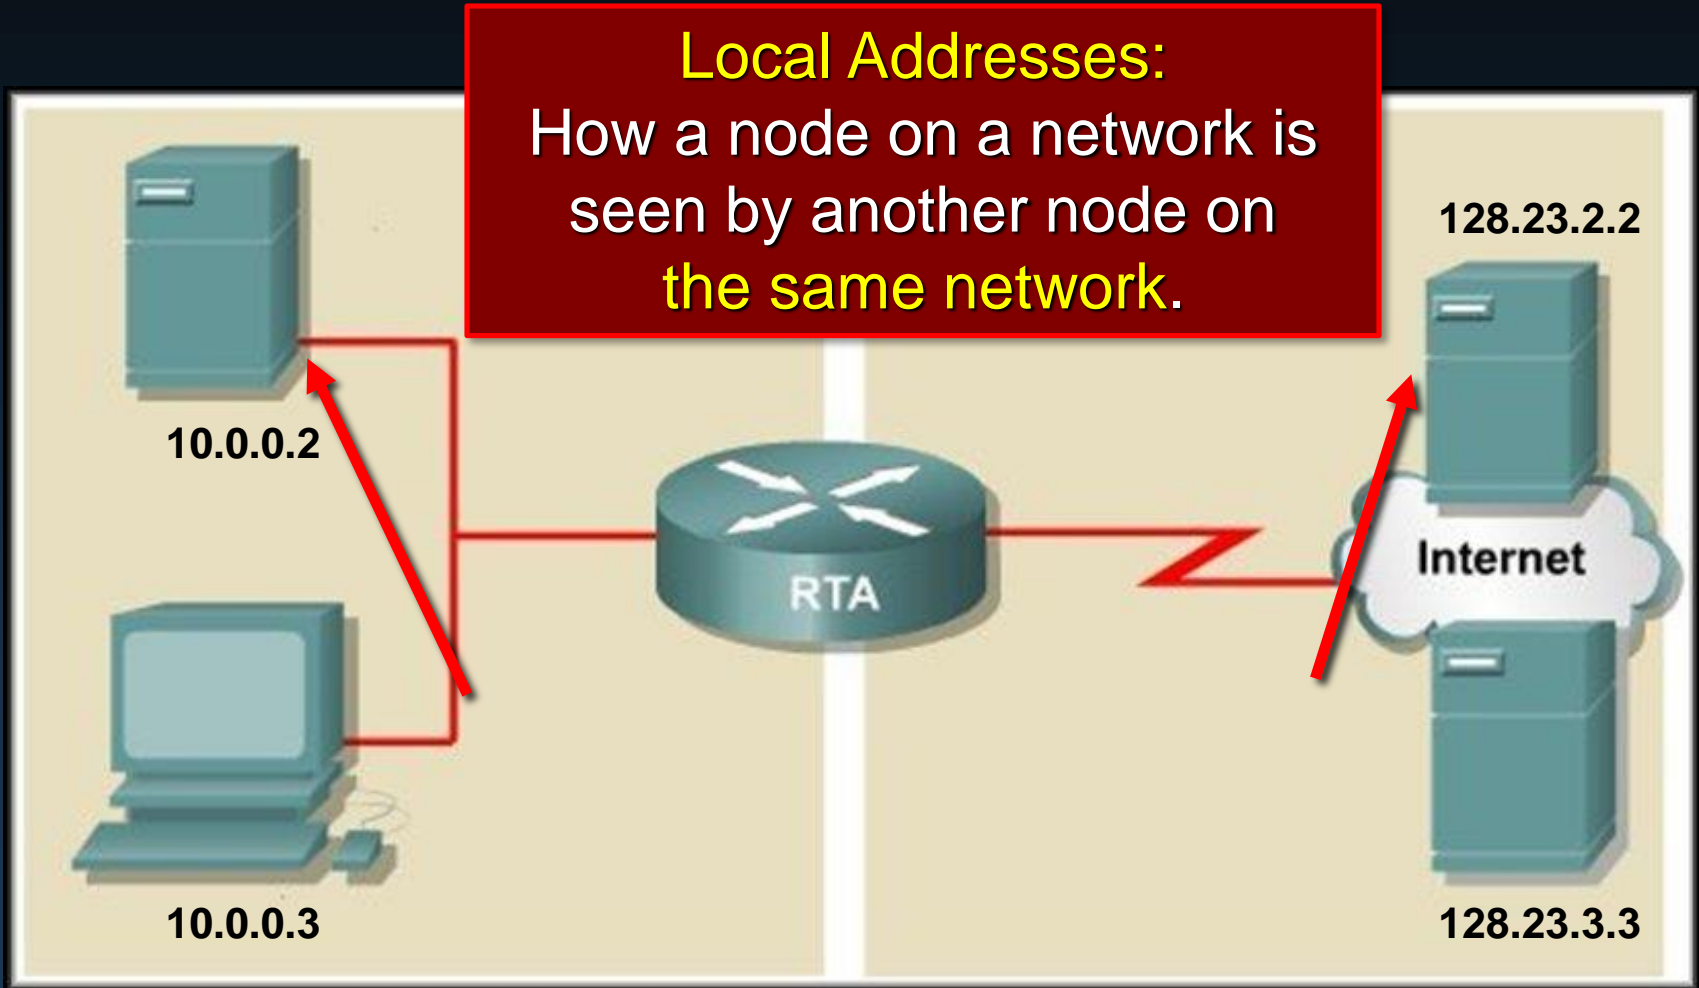 Local Addresses:
How a node on a network is
seen by another node on
the same network.
128.23.2.2
10.0.0.2
Internet
RTA
10.0.0.3
128.23.3.3